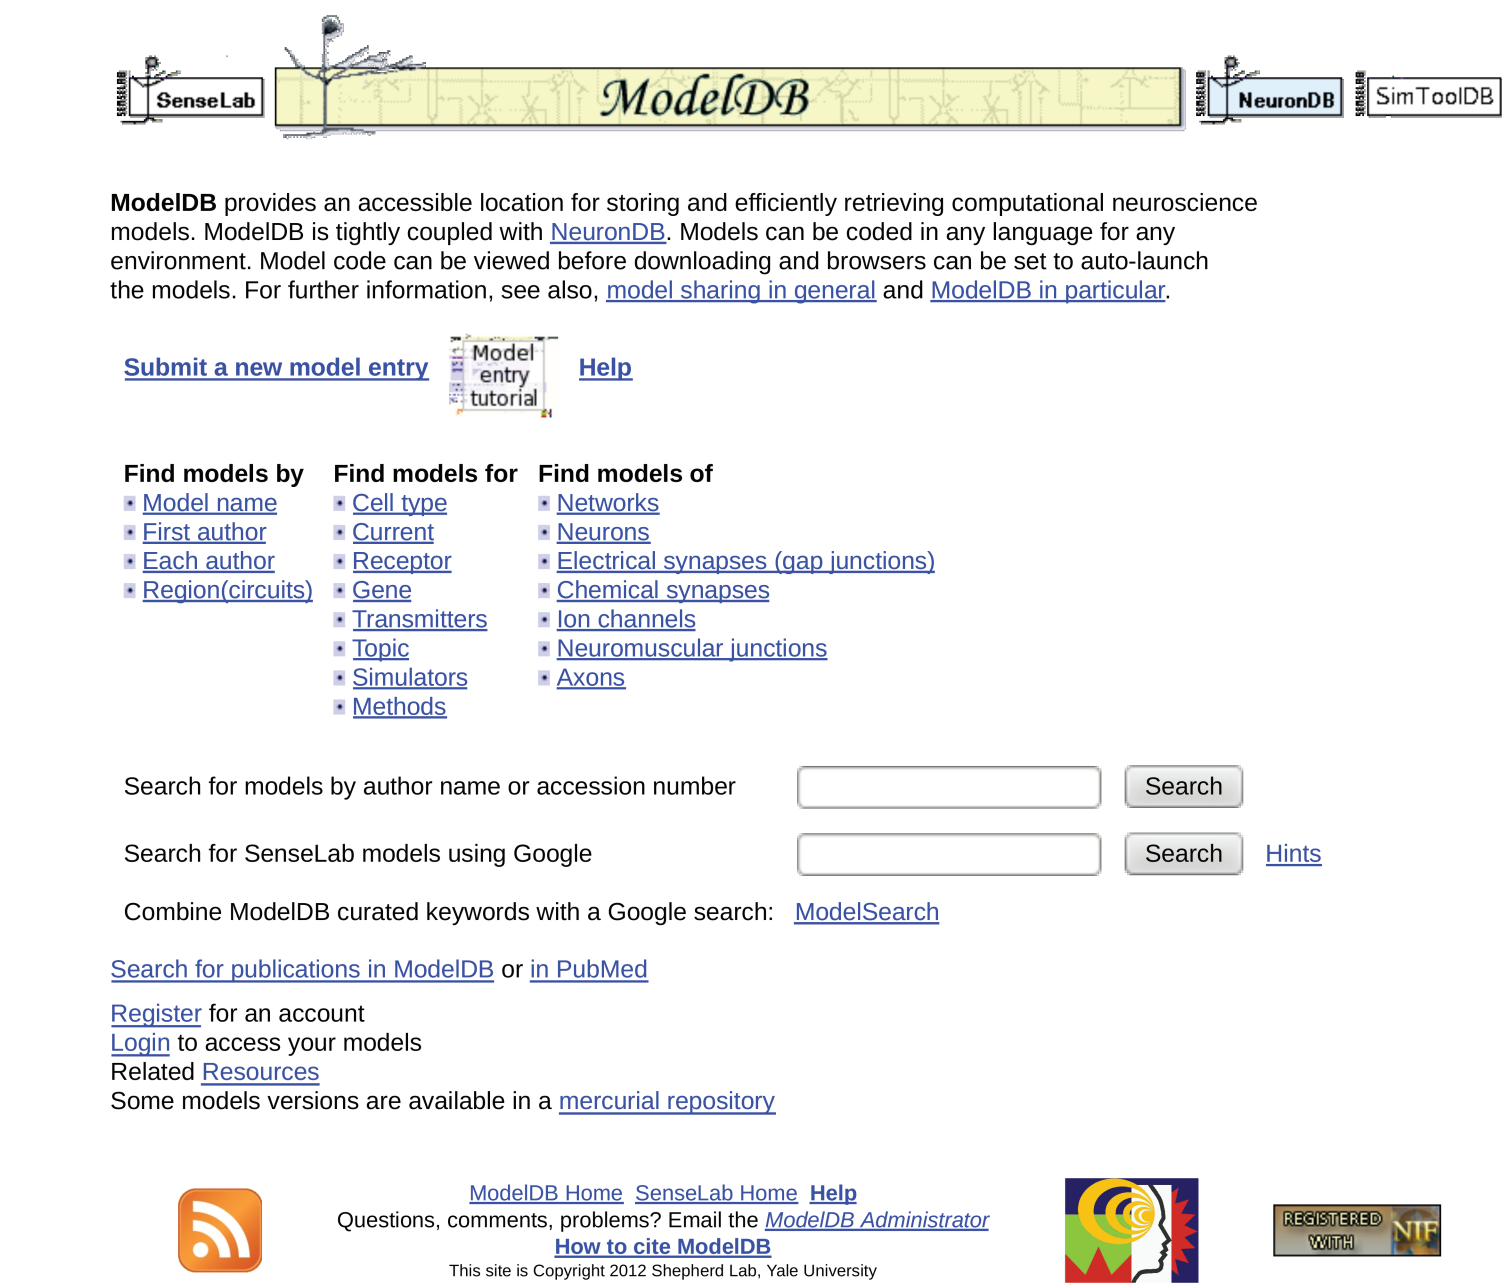 SENSELAB SenseLab ModelDB SENSELAB NeuronDB SENSELAB SimToolDB
ModelDB provides an accessible location for storing and efficiently retrieving computational neuroscience
models. ModelDB is tightly coupled with NeuronDB. Models can be coded in any language for any
environment. Model code can be viewed before downloading and browsers can be set to auto-launch
the models. For further information, see also, model sharing in general and ModelDB in particular.
Submit a new model entry Model entry tutorial Help
Find models by Find models for Find models of
Model name Cell type Networks
First author Current Neurons
Each author Receptor Electrical synapses (gap junctions)
Region(circuits) Gene Chemical synapses
Transmitters Ion channels
Topic Neuromuscular junctions
Simulators Axons
Methods
Search for models by author name or accession number Search
Search for SenseLab models using Google Search Hints
Combine ModelDB curated keywords with a Google search: ModelSearch
Search for publications in ModelDB or in PubMed
Register for an account
Login to access your models
Related Resources
Some models versions are available in a mercurial repository
ModelDB Home SenseLab Home Help
Questions, comments, problems? Email the ModelDB Administrator
How to cite ModelDB
This site is Copyright 2012 Shepherd Lab, Yale University
REGISTERED WITH NIF